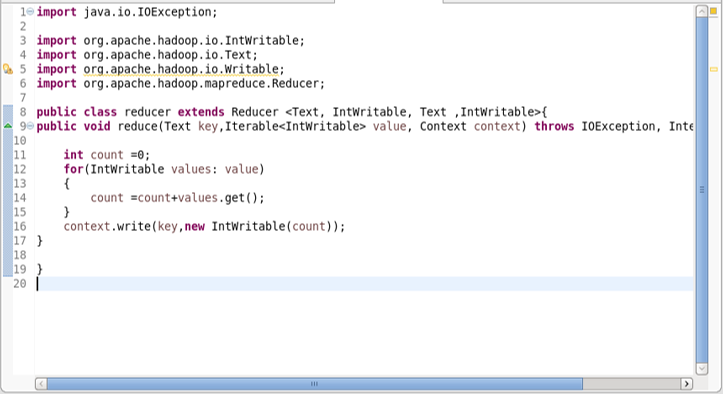 1 import java.io.IOException;
2
3 import org.apache.hadoop.io.IntWritable;
4 import org.apache.hadoop.io.Text;
5 import org.apache.hadoop.io.Writable;
6 import org.apache.hadoop.mapreduce.Reducer;
7
8 public class reducer extends Reducer <Text, IntWritable, Text ,IntWritable>{
9 public void reduce(Text key,Iterable<IntWritable> value, Context context) throws IOException, Inte
10
11     int count =0;
12     for(IntWritable values: value)
13     {
14         count =count+values.get();
15     }
16     context.write(key,new IntWritable(count));
17 }
18
19 }
20